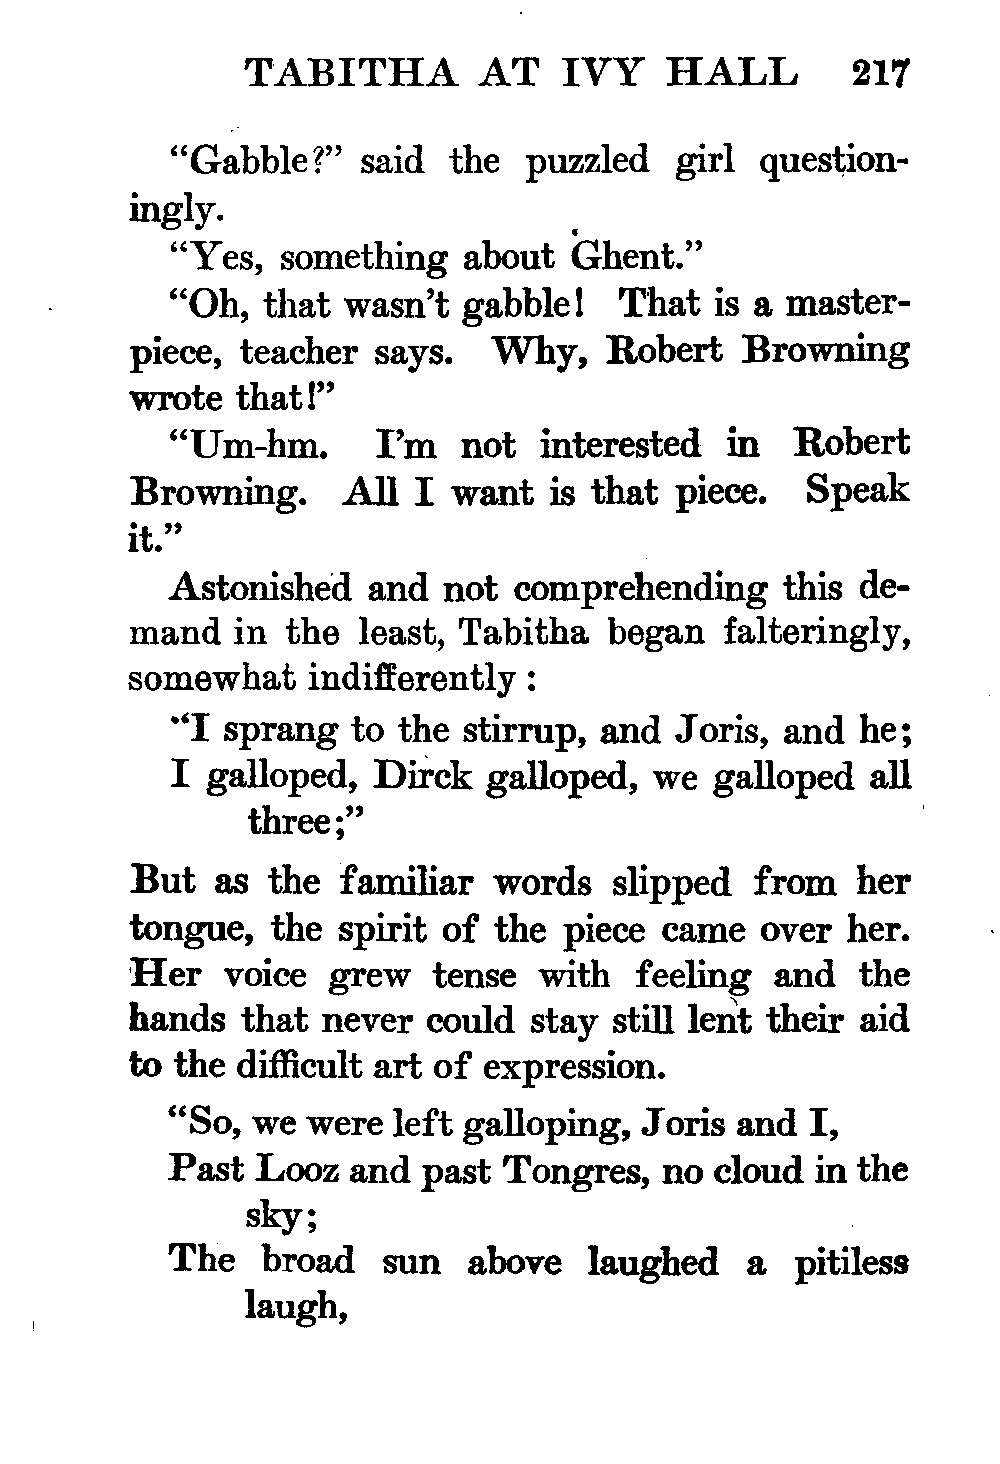 TABITHA AT IVY HALL 217
“Gabble?” said the puzzled girl question-
ingly.
“Yes, something about Ghent.”
“Oh, that wasn’t gabble! That is a master-
piece, teacher says. Why, Robert Browning
wrote that!”
“Um-hm. I’m not interested in Robert
Browning. All I want is that piece. Speak
it.”
Astonished and not comprehending this de-
mand in the least, Tabitha began falteringly,
somewhat indifferently :
“I sprang to the stirrup, and Joris, and he;
I galloped, Dirck galloped, we galloped all
three;”
But as the familiar words slipped from her
tongue, the spirit of the piece came over her.
Her voice grew tense with feeling and the
hands that never could stay still lent their aid
to the difficult art of expression.
“So, we were left galloping, Joris and I,
Past Looz and past Tongres, no cloud in the
sky;
The broad sun above laughed a pitiless
laugh,